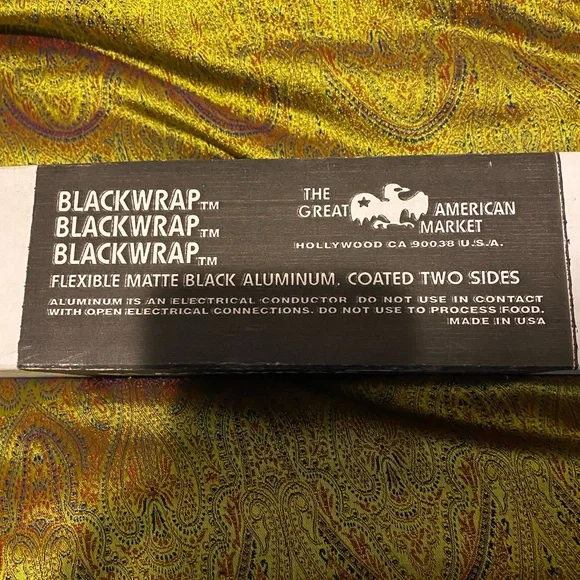 BLACKWRAP™
BLACKWRAP™
BLACKWRAP™
THE
GREAT AMERICAN
MARKET
HOLLYWOOD CA 90038 U.S.A.
FLEXIBLE MATTE BLACK ALUMINUM, COATED TWO SIDES
ALUMINUM IS AN ELECTRICAL CONDUCTOR DO NOT USE IN CONTACT
WITH OPEN ELECTRICAL CONNECTIONS. DO NOT USE TO PROCESS FOOD.
MADE IN USA